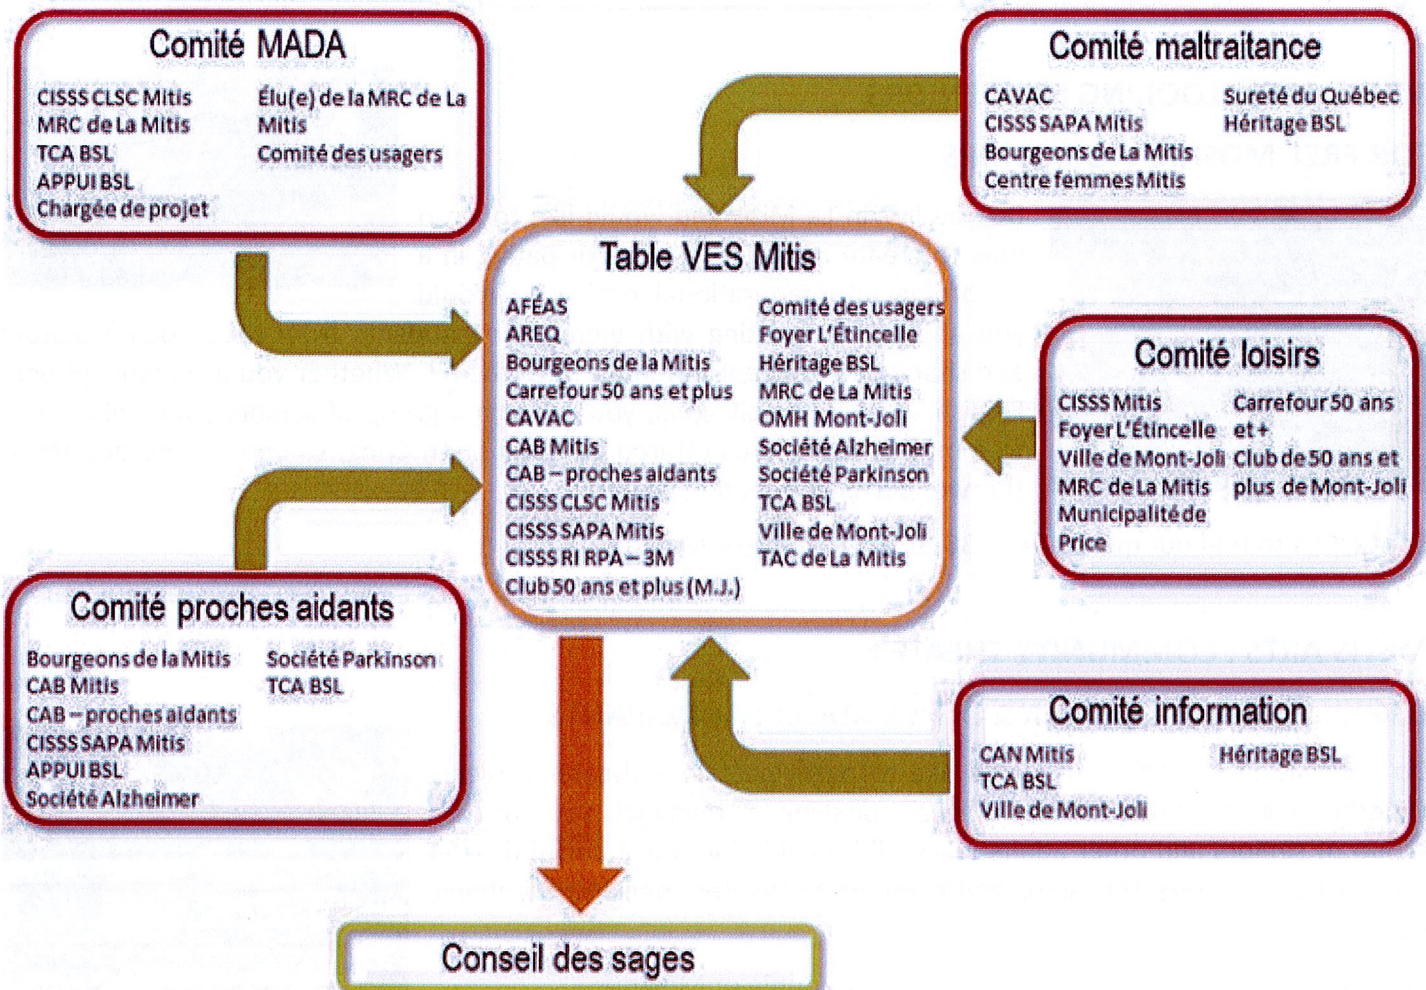 Comité MADA
CISSS CLSC Mitis
MRC de La Mitis
TCA BSL
APPUI BSL
Chargée de projet
Élu(e) de la MRC de La
Mitis
Comité des usagers
Comité maltraitance
CAVAC
CISSS SAPA Mitis
Bourgeons de La Mitis
Centre femmes Mitis
Sureté du Québec
Héritage BSL
Table VES Mitis
AFÉAS
AREQ
Bourgeons de la Mitis
Carrefour 50 ans et plus
CAVAC
CAB Mitis
CAB – proches aidants
CISSS CLSC Mitis
CISSS SAPA Mitis
CISSS RI RPA – 3M
Club 50 ans et plus (M.J.)
Comité des usagers
Foyer L'Étincelle
Héritage BSL
MRC de La Mitis
OMH Mont-Joli
Société Alzheimer
Société Parkinson
TCA BSL
Ville de Mont-Joli
TAC de La Mitis
Comité loisirs
CISSS Mitis
Foyer L'Étincelle
Ville de Mont-Joli
MRC de La Mitis
Municipalité de
Price
Carrefour 50 ans
et +
Club de 50 ans et
plus de Mont-Joli
Comité proches aidants
Bourgeons de la Mitis
CAB Mitis
CAB – proches aidants
CISSS SAPA Mitis
APPUI BSL
Société Alzheimer
Société Parkinson
TCA BSL
Comité information
CAN Mitis
TCA BSL
Ville de Mont-Joli
Héritage BSL
Conseil des sages